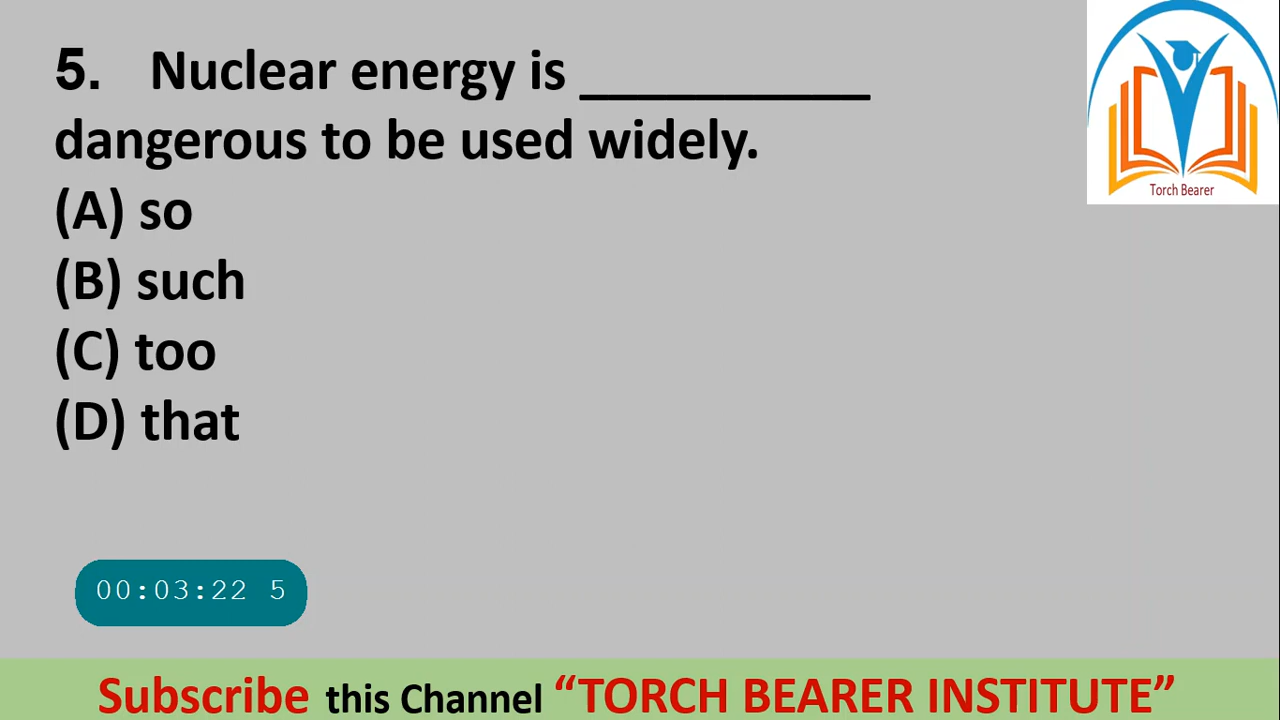 5. Nuclear energy is __________
dangerous to be used widely.
(A) so
(B) such
(C) too
(D) that
Torch Bearer
00:03:22 5
Subscribe this Channel “TORCH BEARER INSTITUTE”